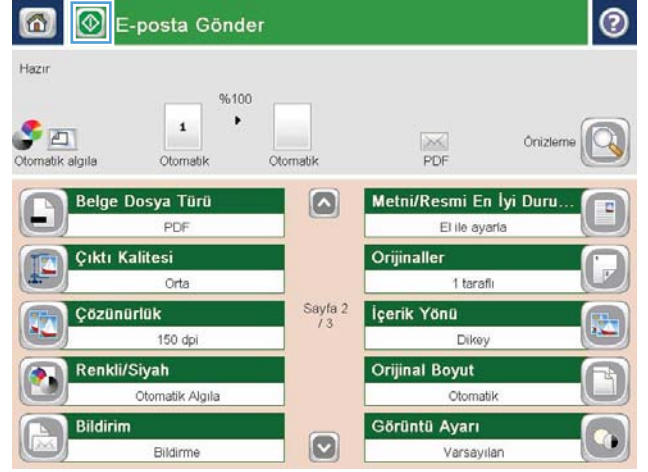 E-posta Gönder
Hazır
%100
1
Otomatik algıla
Otomatik
Otomatik
PDF
Önizleme
Belge Dosya Türü
PDF
Çıktı Kalitesi
Orta
Çözünürlük
150 dpi
Renkli/Siyah
Otomatik Algıla
Bildirim
Bildirme
Sayfa 2
/ 3
Metni/Resmi En İyi Duru...
El ile ayarla
Orijinaller
1 taraflı
İçerik Yönü
Dikey
Orijinal Boyut
Otomatik
Görüntü Ayarı
Varsayılan